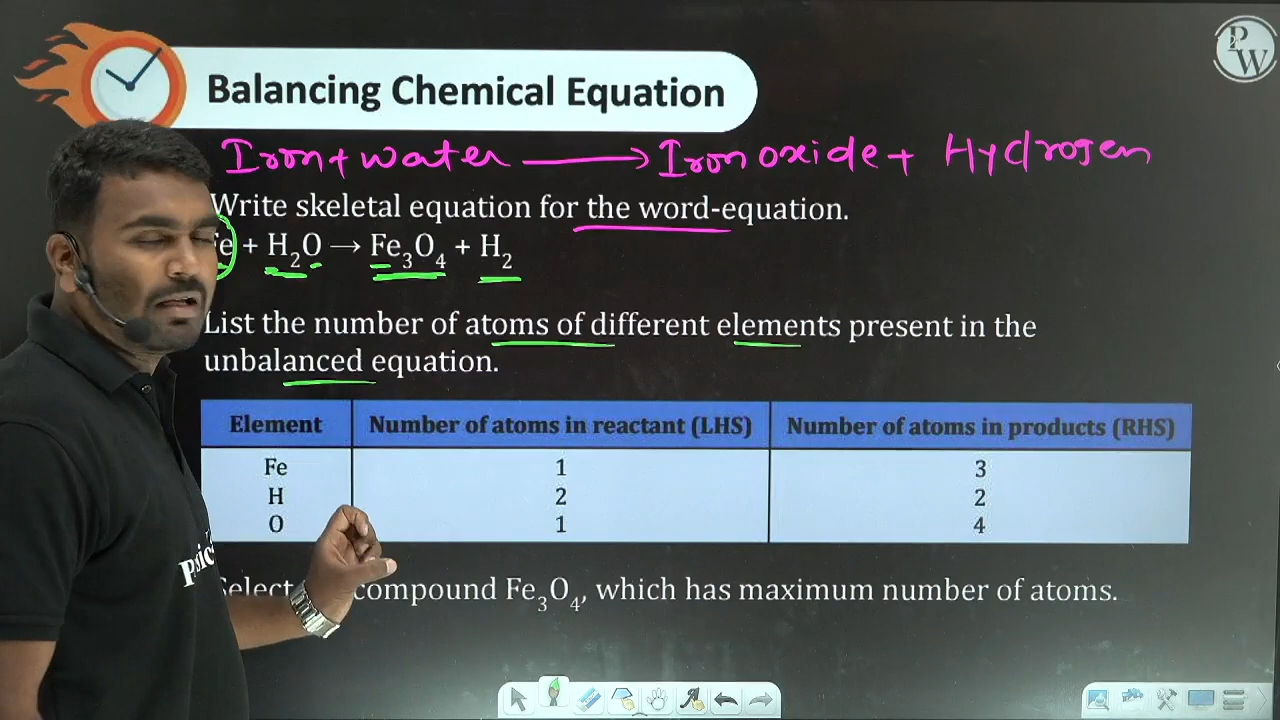 PW
Balancing Chemical Equation
Iron + water ⟶ Iron oxide + Hydrogen
Write skeletal equation for the word-equation.
Fe + H₂O → Fe₃O₄ + H₂
List the number of atoms of different elements present in the
unbalanced equation.
Element Number of atoms in reactant (LHS) Number of atoms in products (RHS)
Fe 1 3
H 2 2
O 1 4
Select compound Fe₃O₄, which has maximum number of atoms.